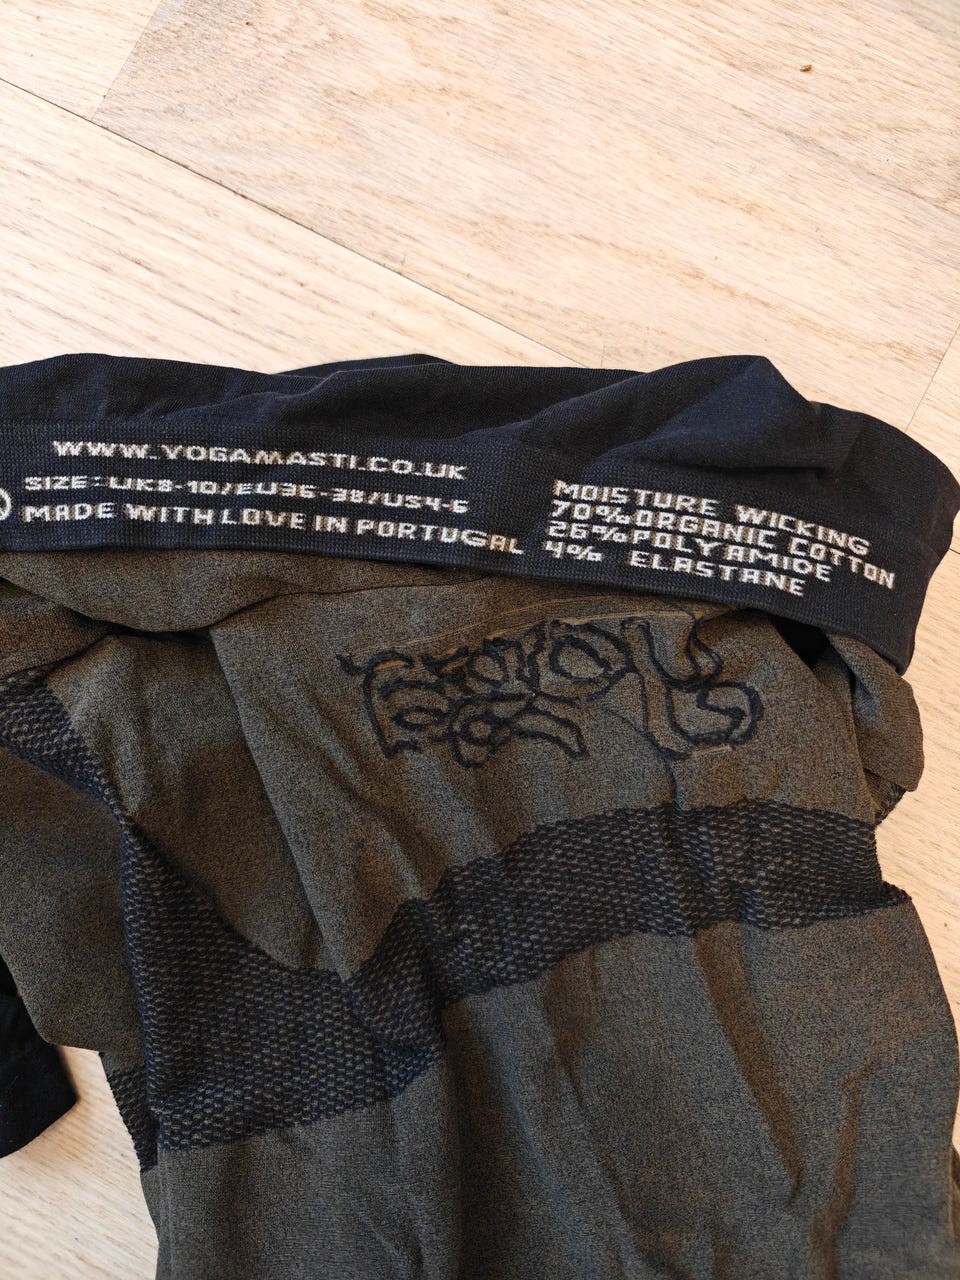 WWW.YOGAMASTI.CO.UK
SIZE:UK8-10/EU36-38/US4-6
MADE WITH LOVE IN PORTUGAL
MOISTURE WICKING
70%ORGANIC COTTON
26%POLYAMIDE
4% ELASTANE